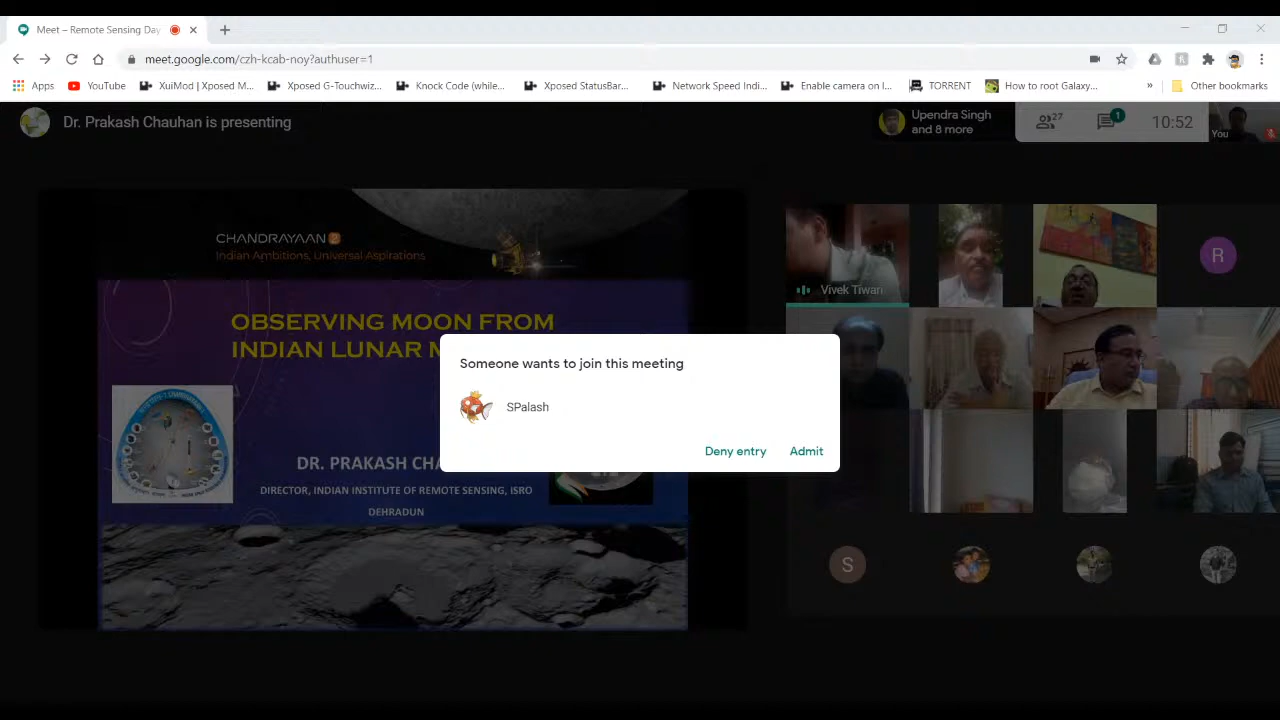 Meet – Remote Sensing Day
meet.google.com/czh-kcab-noy?authuser=1
Apps
YouTube
XuiMod | Xposed M...
Xposed G-Touchwiz...
Knock Code(while...
Xposed StatusBar...
Network Speed Indi...
Enable camera on l...
TORRENT
How to root Galaxy...
»
Other bookmarks
Dr. Prakash Chauhan is presenting
Upendra Singh
and 8 more
27
1
10:52
You
CHANDRAYAAN 2
Indian Ambitions, Universal Aspirations
OBSERVING MOON FROM
INDIAN LUNAR M
DR. PRAKASH CHA
DIRECTOR, INDIAN INSTITUTE OF REMOTE SENSING, ISRO
DEHRADUN
Someone wants to join this meeting
SPalash
Deny entry
Admit
Vivek Tiwari
R
S